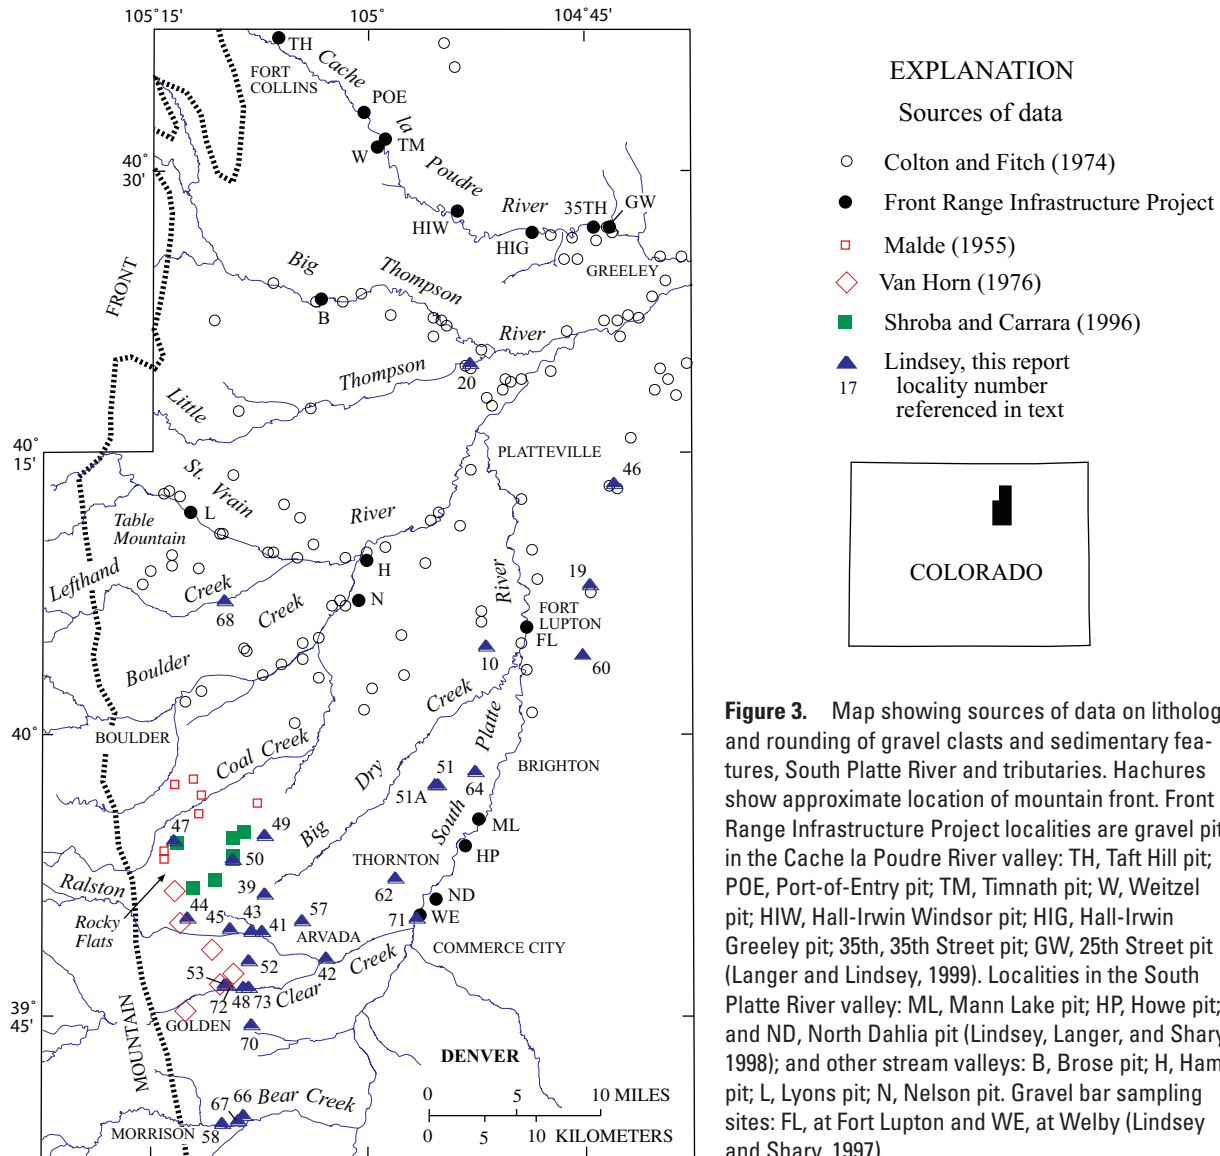 105˚ 15'
105˚
104˚ 45'
TH
Cache
la
Poudre
River
FORT
COLLINS
POE
TM
W
40˚
30'
HIW
HIG
35TH
GW
GREELEY
FRONT
Big
Thompson
River
B
Little
Thompson
20
40˚
15'
PLATTEVILLE
46
St.
Vrain
River
L
Table
Mountain
Lefthand
Creek
68
H
N
Boulder
Creek
19
FORT
LUPTON
FL
60
10
River
BOULDER
40˚
Coal Creek
Big
Dry
Creek
South
Platte
BRIGHTON
51
51A
64
ML
HP
47
49
50
THORNTON
62
ND
WE
71
39
Ralston
Rocky
Flats
44
45
43
41
57
ARVADA
42
COMMERCE CITY
Creek
Clear
52
53
72
48
73
GOLDEN
39˚
45'
70
MOUNTAIN
DENVER
67
66
Bear Creek
MORRISON
58
0 5 10 MILES
0 5 10
KILOMETERS
EXPLANATION
Sources of data
Colton and Fitch (1974)
Front Range Infrastructure Project
Malde (1955)
Van Horn (1976)
Shroba and Carrara (1996)
Lindsey, this report
17 locality number
referenced in text
COLORADO
Figure 3. Map showing sources of data on litholog
and rounding of gravel clasts and sedimentary fea-
tures, South Platte River and tributaries. Hachures
show approximate location of mountain front. Front
Range Infrastructure Project localities are gravel pit
in the Cache la Poudre River valley: TH, Taft Hill pit;
POE, Port-of-Entry pit; TM, Timnath pit; W, Weitzel
pit; HIW, Hall-Irwin Windsor pit; HIG, Hall-Irwin
Greeley pit; 35th, 35th Street pit; GW, 25th Street pit
(Langer and Lindsey, 1999). Localities in the South
Platte River valley: ML, Mann Lake pit; HP, Howe pit;
and ND, North Dahlia pit (Lindsey, Langer, and Shary
1998); and other stream valleys: B, Brose pit; H, Ham
pit; L, Lyons pit; N, Nelson pit. Gravel bar sampling
sites: FL, at Fort Lupton and WE, at Welby (Lindsey
and Shary, 1997)